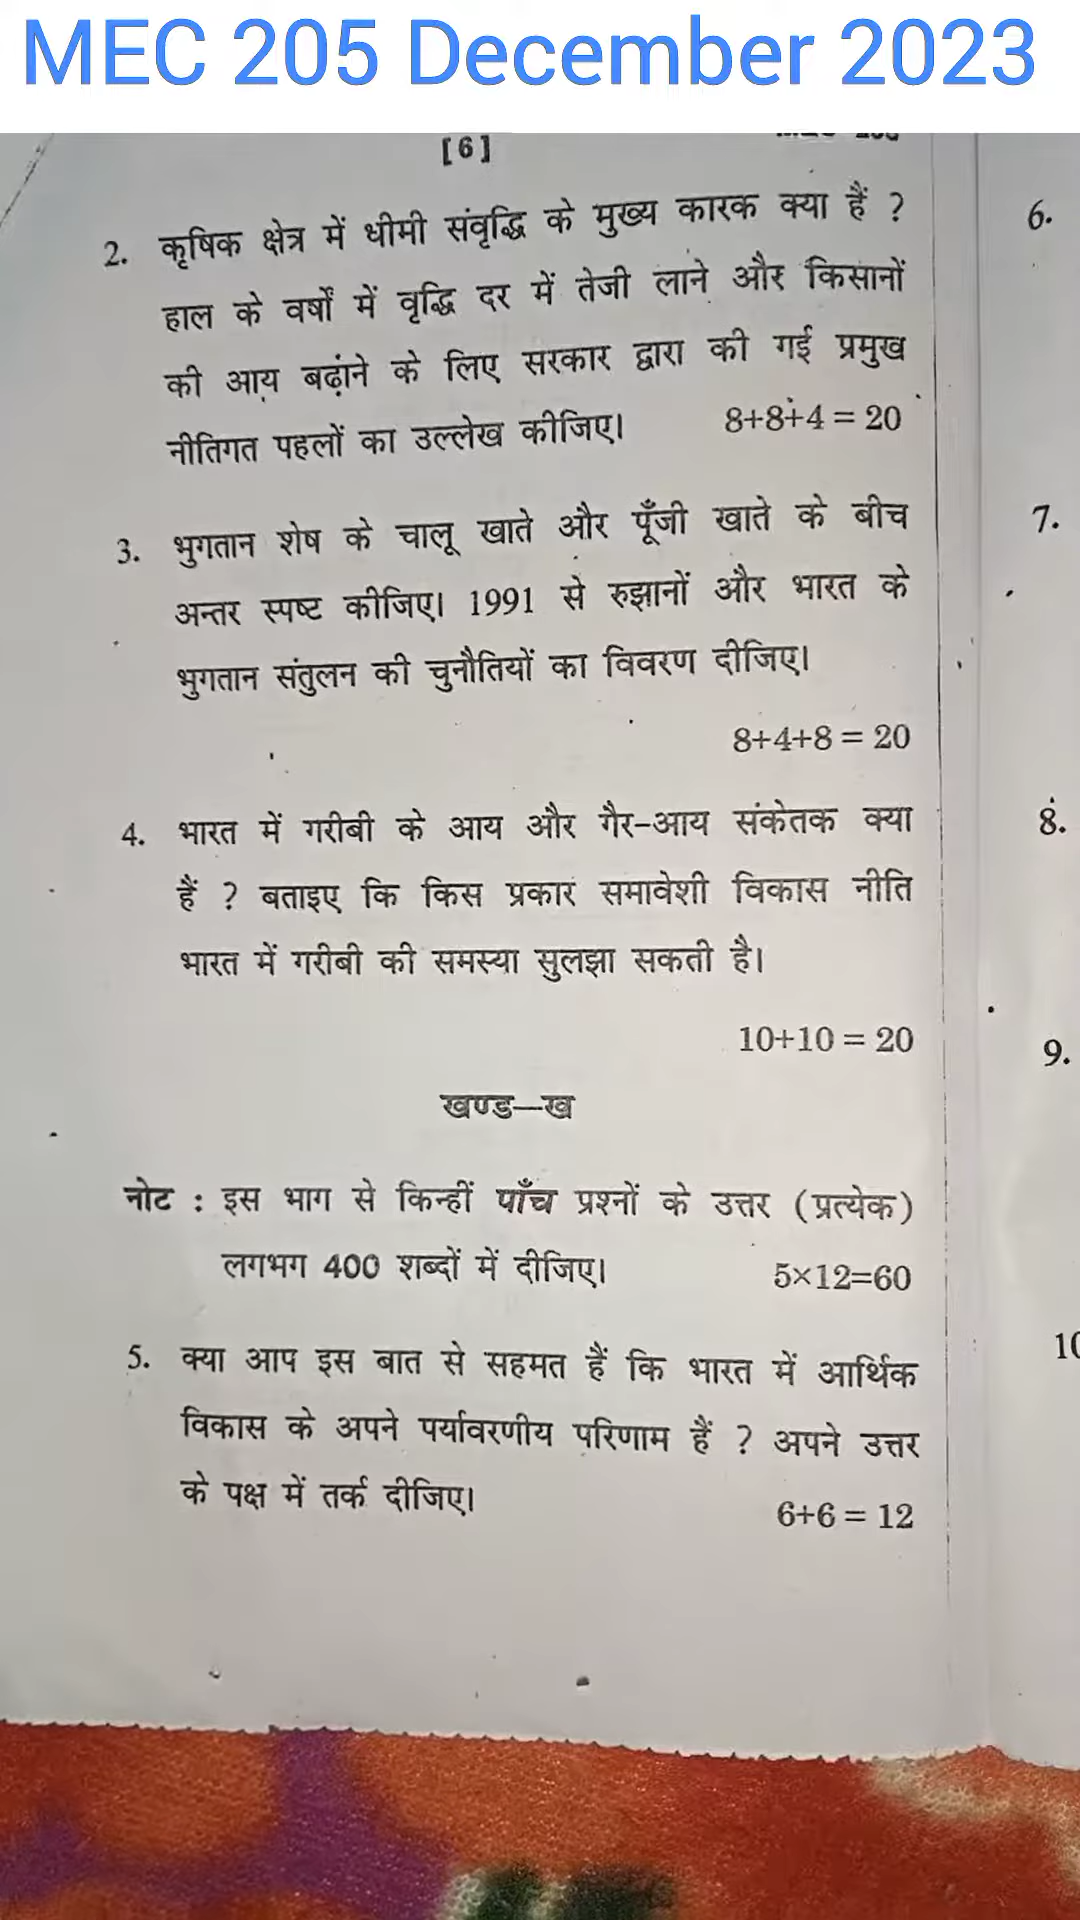 MEC 205 December 2023
[6]
2. कृषिक क्षेत्र में धीमी संवृद्धि के मुख्य कारक क्या हैं ?
हाल के वर्षों में वृद्धि दर में तेजी लाने और किसानों
की आय बढ़ाने के लिए सरकार द्वारा की गई प्रमुख
नीतिगत पहलों का उल्लेख कीजिए। 8+8+4 = 20
3. भुगतान शेष के चालू खाते और पूँजी खाते के बीच
अन्तर स्पष्ट कीजिए। 1991 से रुझानों और भारत के
भुगतान संतुलन की चुनौतियों का विवरण दीजिए।
8+4+8 = 20
4. भारत में गरीबी के आय और गैर-आय संकेतक क्या
हैं ? बताइए कि किस प्रकार समावेशी विकास नीति
भारत में गरीबी की समस्या सुलझा सकती है।
10+10 = 20
खण्ड—ख
नोट : इस भाग से किन्हीं पाँच प्रश्नों के उत्तर (प्रत्येक)
लगभग 400 शब्दों में दीजिए। 5×12=60
5. क्या आप इस बात से सहमत हैं कि भारत में आर्थिक
विकास के अपने पर्यावरणीय परिणाम हैं ? अपने उत्तर
के पक्ष में तर्क दीजिए। 6+6 = 12
6.
7.
8.
9.